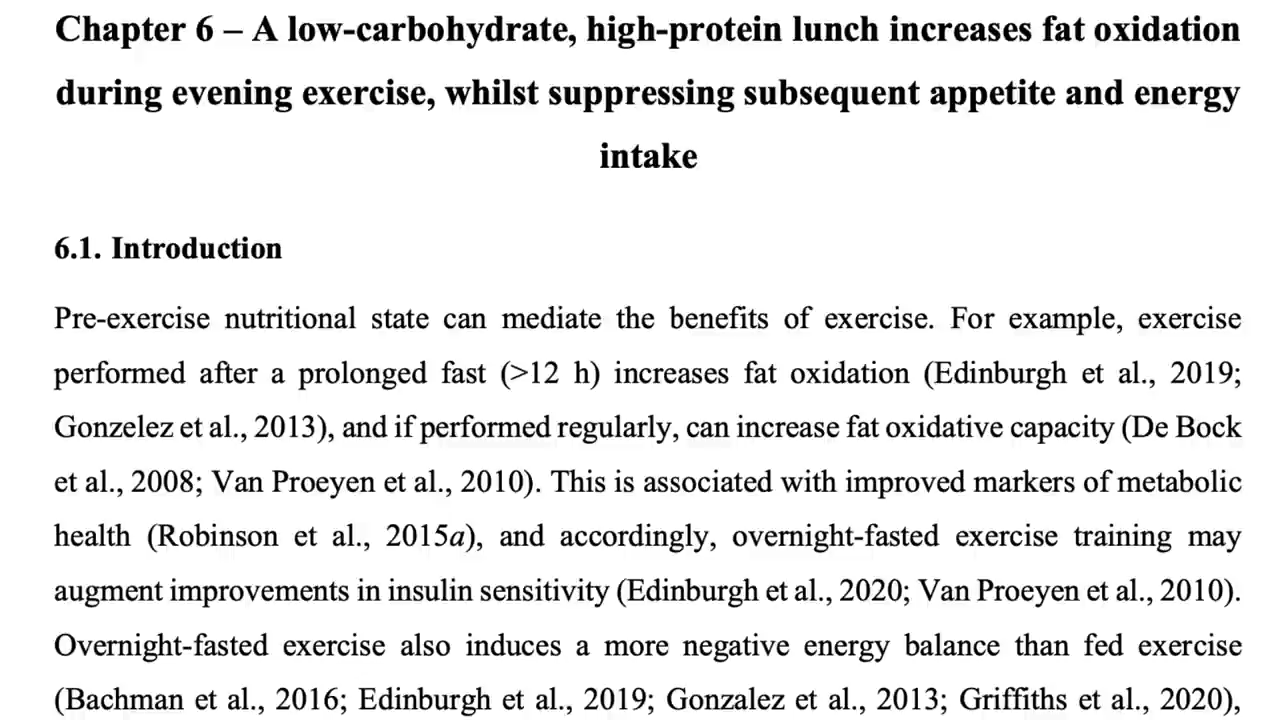 Chapter 6 – A low-carbohydrate, high-protein lunch increases fat oxidation
during evening exercise, whilst suppressing subsequent appetite and energy
intake
6.1. Introduction
Pre-exercise nutritional state can mediate the benefits of exercise. For example, exercise
performed after a prolonged fast (>12 h) increases fat oxidation (Edinburgh et al., 2019;
Gonzelez et al., 2013), and if performed regularly, can increase fat oxidative capacity (De Bock
et al., 2008; Van Proeyen et al., 2010). This is associated with improved markers of metabolic
health (Robinson et al., 2015a), and accordingly, overnight-fasted exercise training may
augment improvements in insulin sensitivity (Edinburgh et al., 2020; Van Proeyen et al., 2010).
Overnight-fasted exercise also induces a more negative energy balance than fed exercise
(Bachman et al., 2016; Edinburgh et al., 2019; Gonzalez et al., 2013; Griffiths et al., 2020),